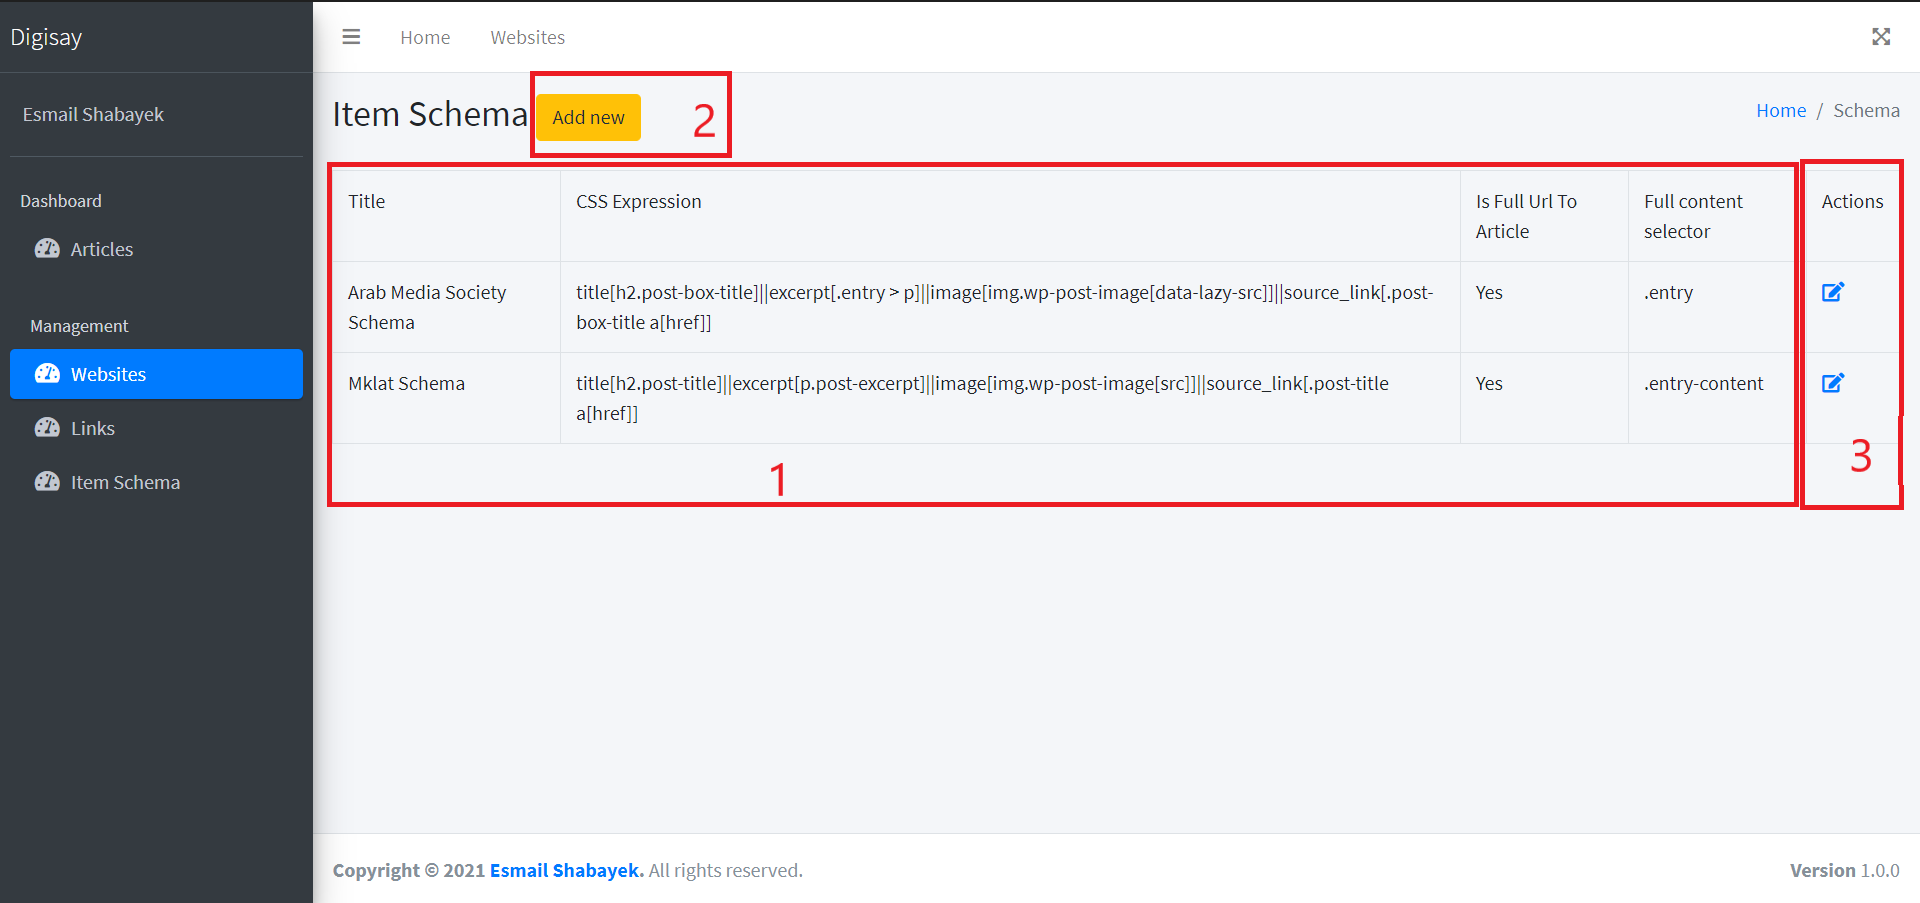 Digisay
Home
Websites
Esmail Shabayek
Item Schema
Add new
2
Home / Schema
Dashboard
Articles
Management
Websites
Links
Item Schema
Title
CSS Expression
Is Full Url To
Article
Full content
selector
Actions
Arab Media Society
Schema
title[h2.post-box-title]||excerpt[.entry > p]||image[img.wp-post-image[data-lazy-src]]||source_link[.post-
box-title a[href]]
Yes
.entry
Mklat Schema
title[h2.post-title]||excerpt[p.post-excerpt]||image[img.wp-post-image[src]]||source_link[.post-title
a[href]]
Yes
.entry-content
1
3
Copyright © 2021 Esmail Shabayek. All rights reserved.
Version 1.0.0